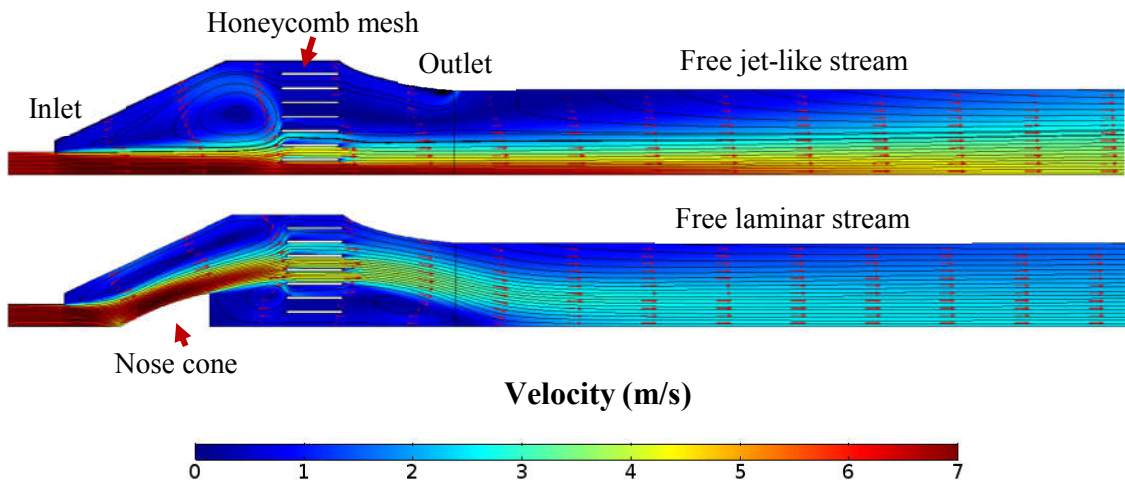 Honeycomb mesh
Outlet
Free jet-like stream
Inlet
Free laminar stream
Nose cone
Velocity (m/s)
0 1 2 3 4 5 6 7